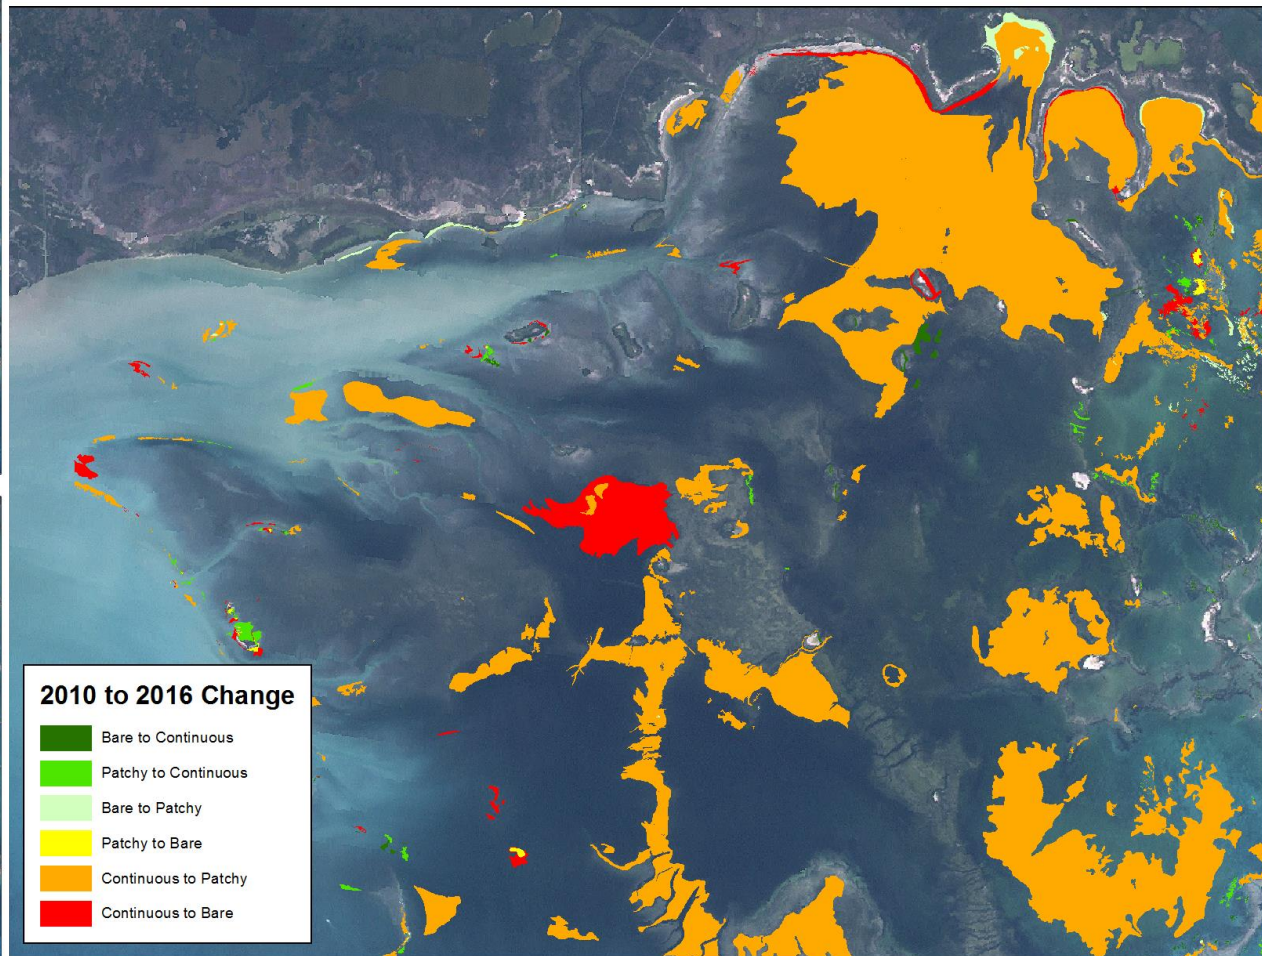 2010 to 2016 Change
Bare to Continuous
Patchy to Continuous
Bare to Patchy
Patchy to Bare
Continuous to Patchy
Continuous to Bare